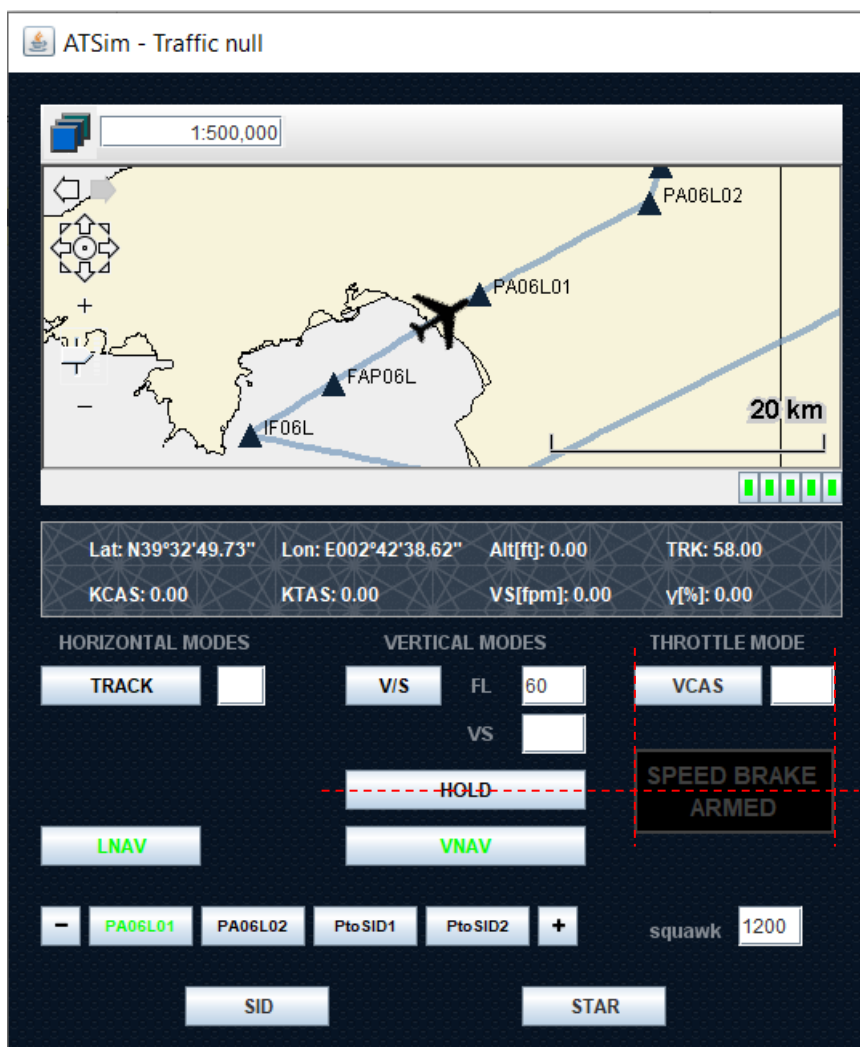 ATSim - Traffic null
1:500,000
PA06L02
PA06L01
FAP06L
IF06L
20 km
Lat: N39°32'49.73" Lon: E002°42'38.62" Alt[ft]: 0.00 TRK: 58.00
KCAS: 0.00 KTAS: 0.00 VS[fpm]: 0.00 γ[%]: 0.00
HORIZONTAL MODES VERTICAL MODES THROTTLE MODE
TRACK V/S FL 60 VCAS
VS
HOLD
SPEED BRAKE
ARMED
LNAV VNAV
− PA06L01 PA06L02 PtoSID1 PtoSID2 + squawk 1200
SID STAR